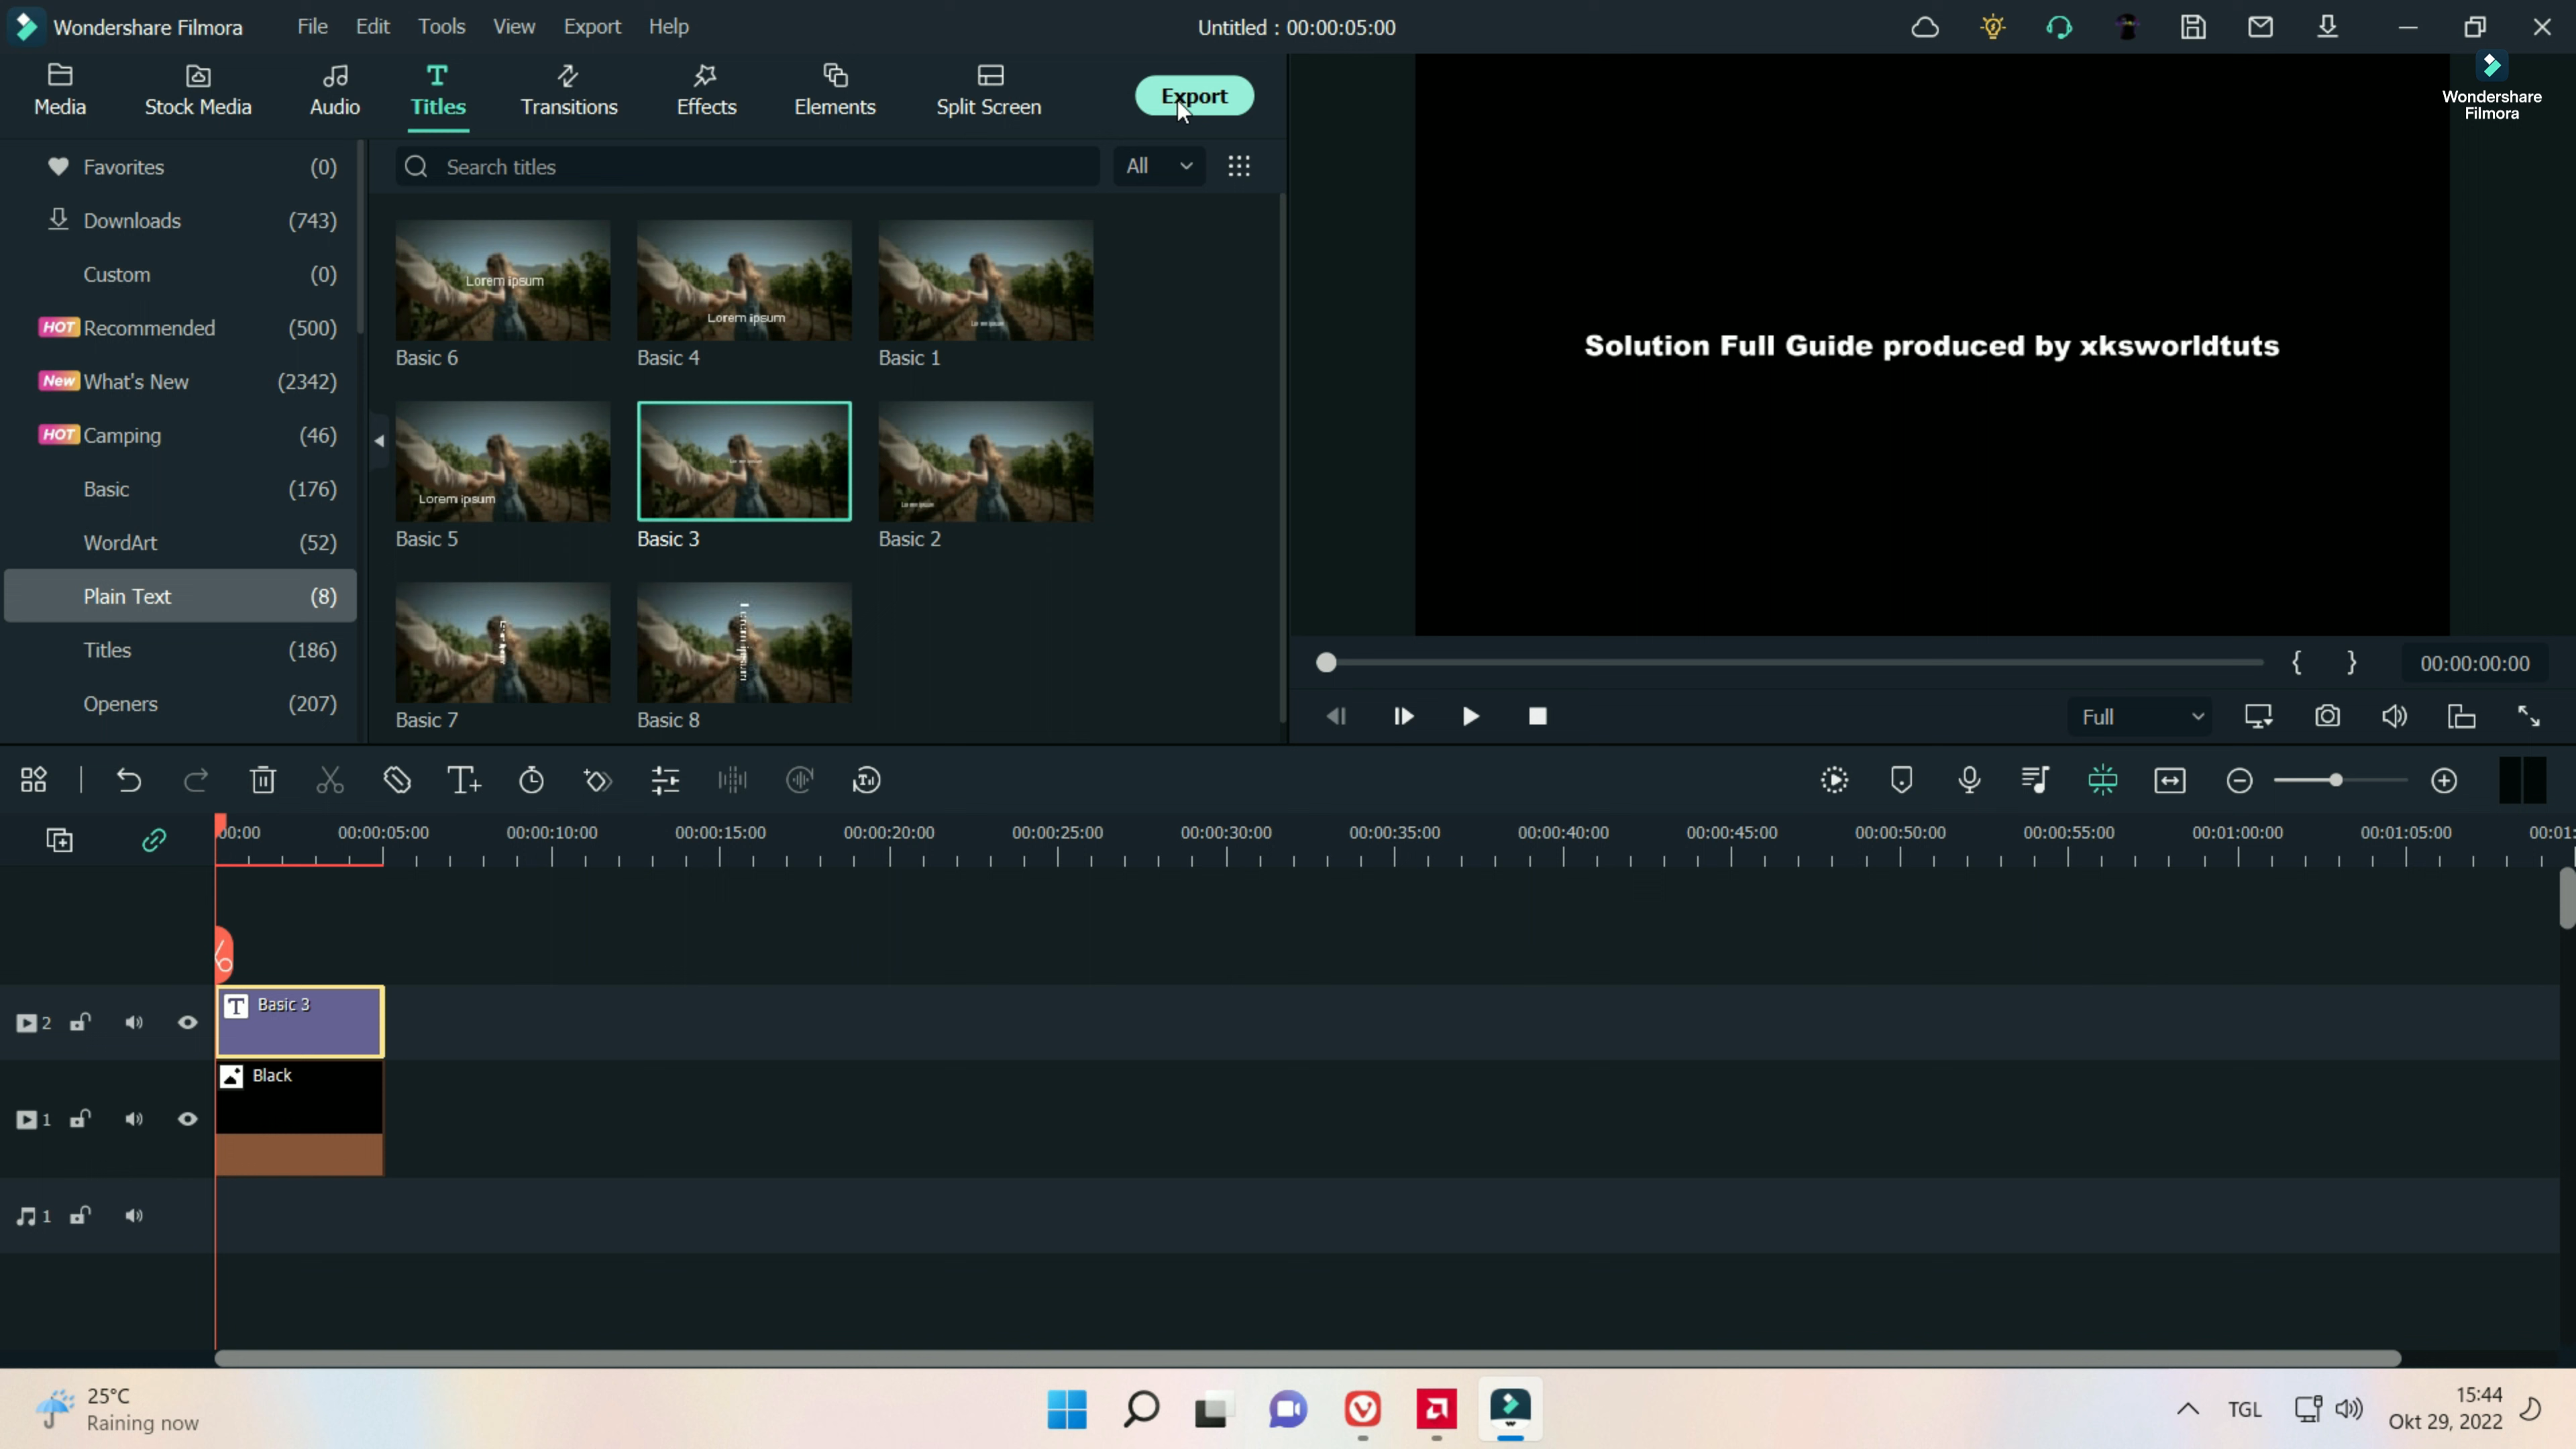 Wondershare Filmora
File Edit Tools View Export Help
Untitled : 00:00:05:00
Media Stock Media Audio Titles Transitions Effects Elements Split Screen
Export
Wondershare
Filmora
Favorites (0)
Downloads (743)
Custom (0)
HOT Recommended (500)
New What's New (2342)
HOT Camping (46)
Basic (176)
WordArt (52)
Plain Text (8)
Titles (186)
Openers (207)
Search titles
All
Lorem ipsum
Lorem ipsum
Basic 6 Basic 4 Basic 1
Lorem ipsum
Basic 5 Basic 3 Basic 2
Lorem ipsum
Basic 7 Basic 8
Solution Full Guide produced by xksworldtuts
{ } 00:00:00:00
Full
00:00 00:00:05:00 00:00:10:00 00:00:15:00 00:00:20:00 00:00:25:00 00:00:30:00 00:00:35:00 00:00:40:00 00:00:45:00 00:00:50:00 00:00:55:00 00:01:00:00 00:01:05:00 00:01:
2
T Basic 3
1
Black
1
25°C
Raining now
TGL
15:44
Okt 29, 2022